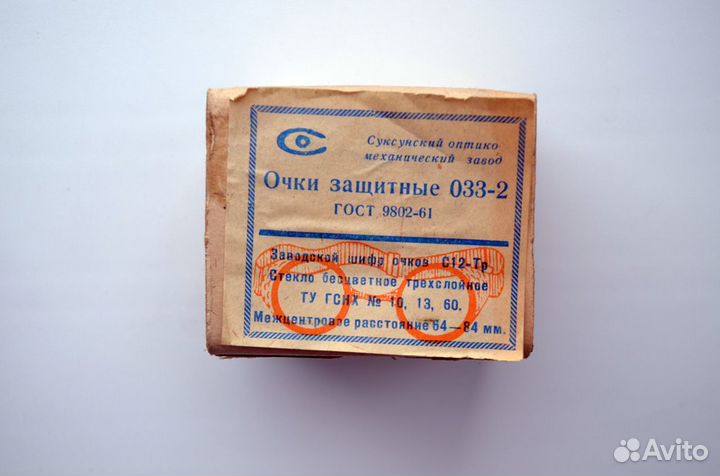 Суксунский оптико
механический завод
Очки защитные 033-2
ГОСТ 9802-61
Заводской шифр очков С12-Тр
Стекло бесцветное трехслойное
ТУ ГСНХ № 10, 13, 60.
Межцентровое расстояние 64—84 мм.
Avito